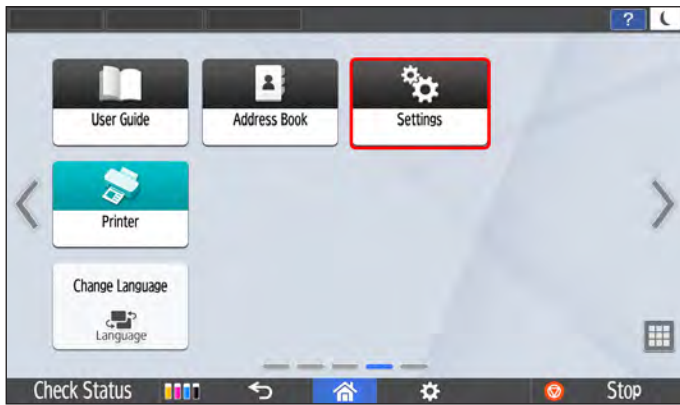 ?
User Guide
Address Book
Settings
Printer
Change Language
Language
Check Status
Stop